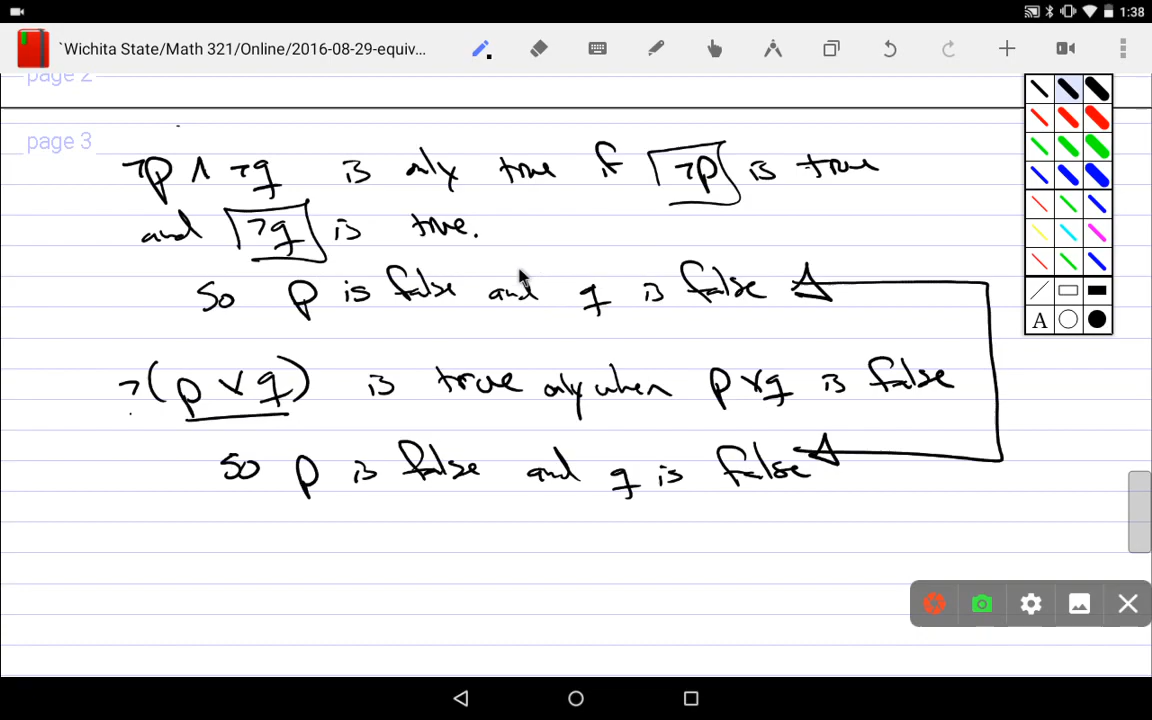 1:38
`Wichita State/Math 321/Online/2016-08-29-equiv...
page 2
page 3
¬p ∧ ¬q is only true if ¬p is true
and ¬q is true.
So p is false and q is false
¬(p ∨ q) is true only when p ∨ q is false
so p is false and q is false
A